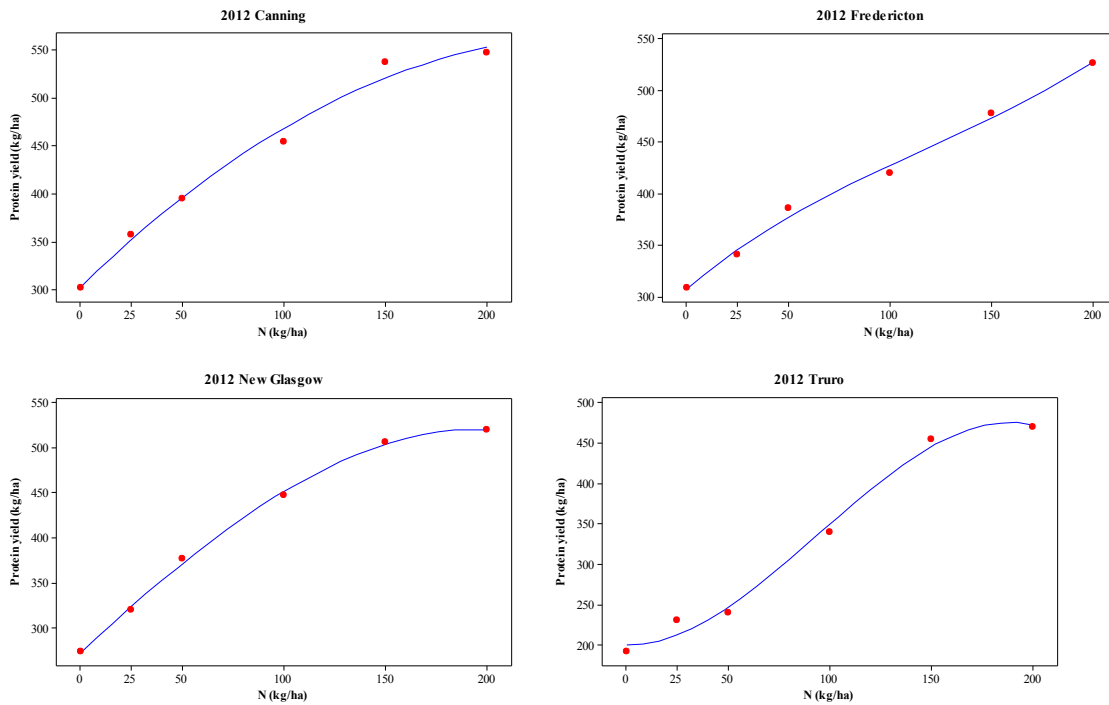 2012 Canning
550
500
450
400
350
300
Protein yield (kg/ha)
0 25 50 100 150 200
N (kg/ha)
2012 Fredericton
550
500
450
400
350
300
Protein yield(kg/ha)
0 25 50 100 150 200
N (kg/ha)
2012 New Glasgow
550
500
450
400
350
300
Protein yield (kg/ha)
0 25 50 100 150 200
N (kg/ha)
2012 Truro
500
450
400
350
300
250
200
Protein yield (kg/ha)
0 25 50 100 150 200
N (kg/ha)